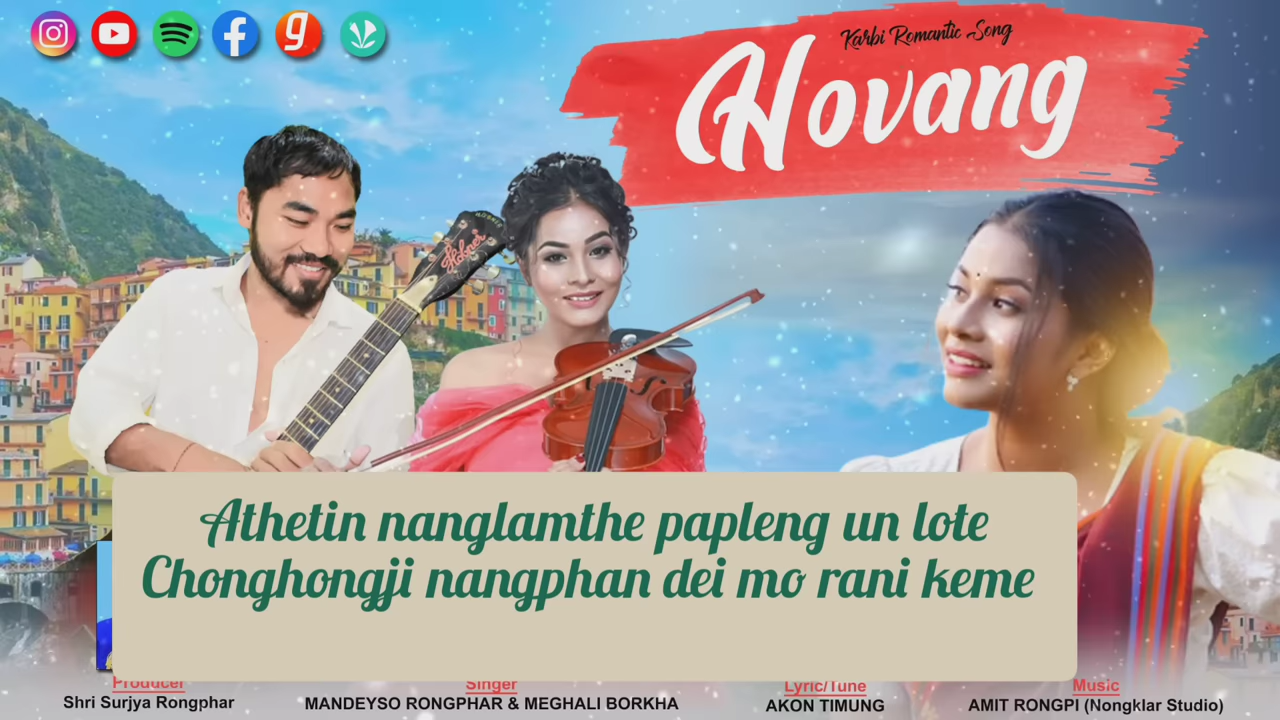 Karbi Romantic Song
Hovang
Hofner
Athetin nanglamthe papleng un lote
Chonghongji nangphan dei mo rani keme
Producer
Shri Surjya Rongphar
Singer
MANDEYSO RONGPHAR & MEGHALI BORKHA
Lyric/Tune
AKON TIMUNG
Music
AMIT RONGPI (Nongklar Studio)